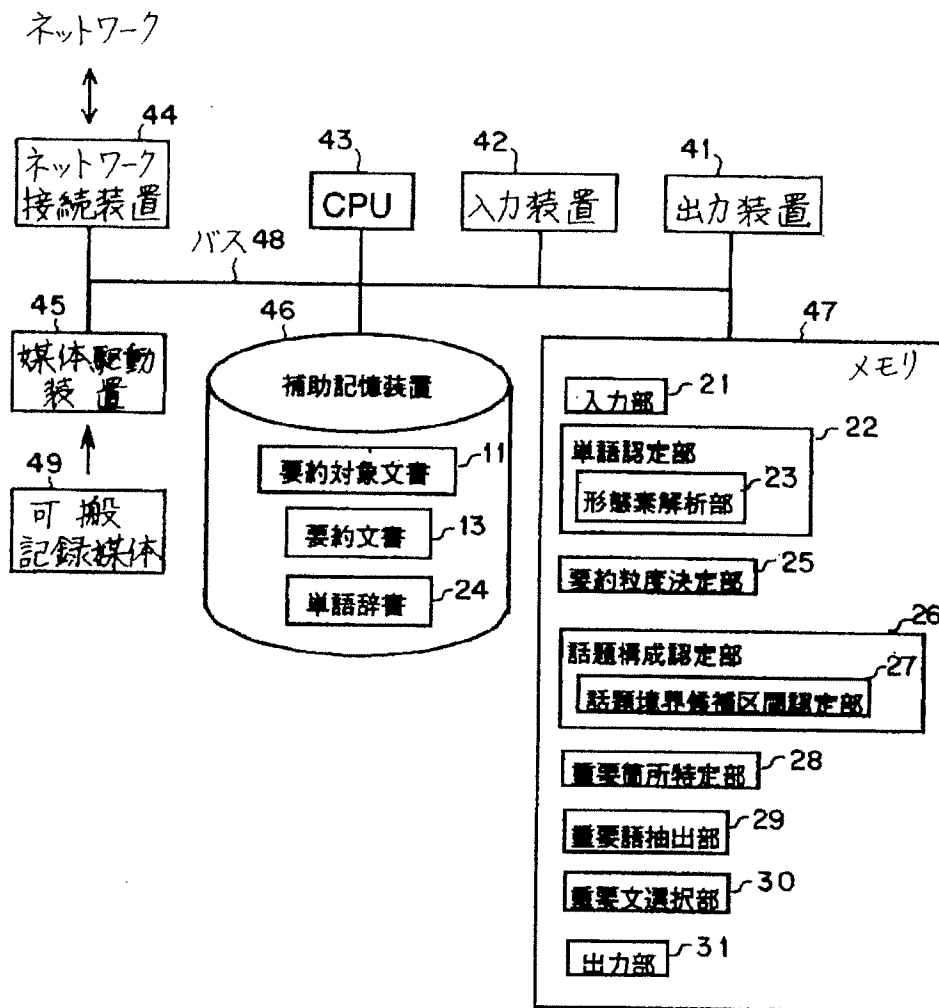 ネットワーク
44
ネットワーク
接続装置
43
CPU
42
入力装置
41
出力装置
バス 48
45
媒体駆動
装置
49
可搬
記録媒体
46
補助記憶装置
要約対象文書 11
要約文書 13
単語辞書 24
47
メモリ
入力部 21
22
単語認定部
形態素解析部 23
要約粒度決定部 25
26
話題構成認定部
27
話題境界候補区間認定部
重要箇所特定部 28
重要語抽出部 29
重要文選択部 30
出力部 31